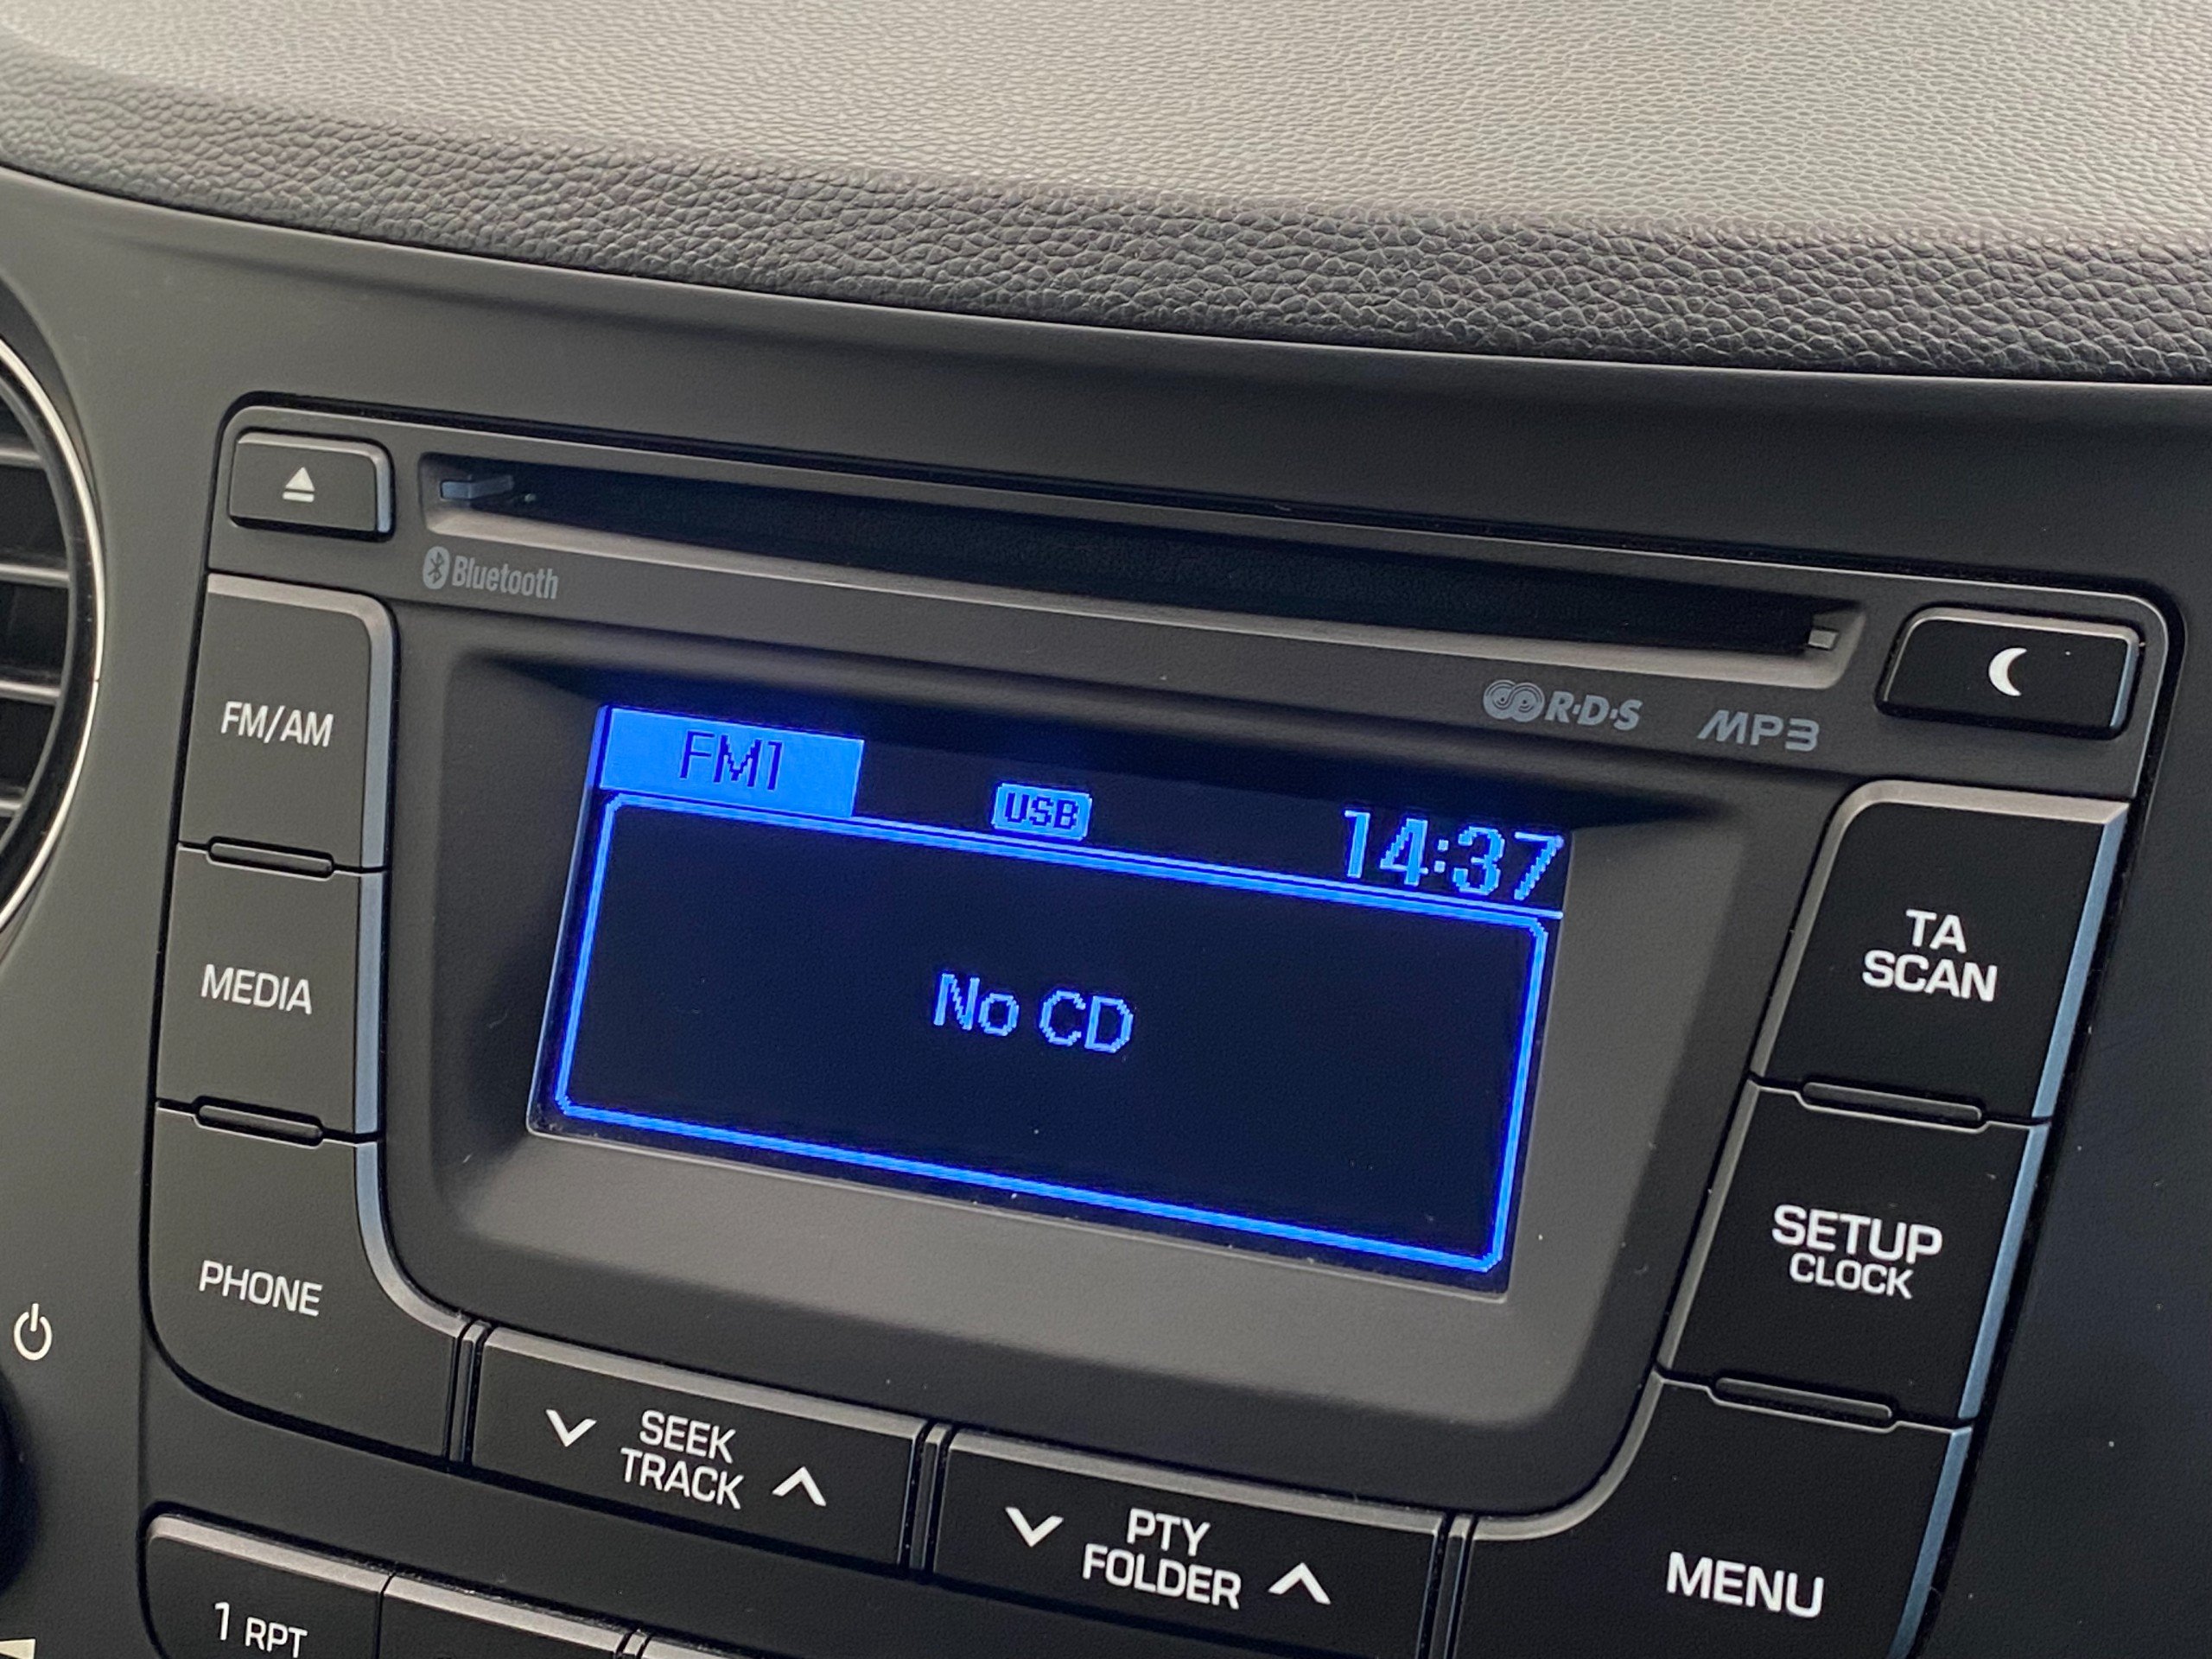 Bluetooth
R·D·S
MP3
FM/AM
FM1
USB
14:37
TA
SCAN
MEDIA
No CD
SETUP
CLOCK
PHONE
SEEK
TRACK
PTY
FOLDER
MENU
1 RPT